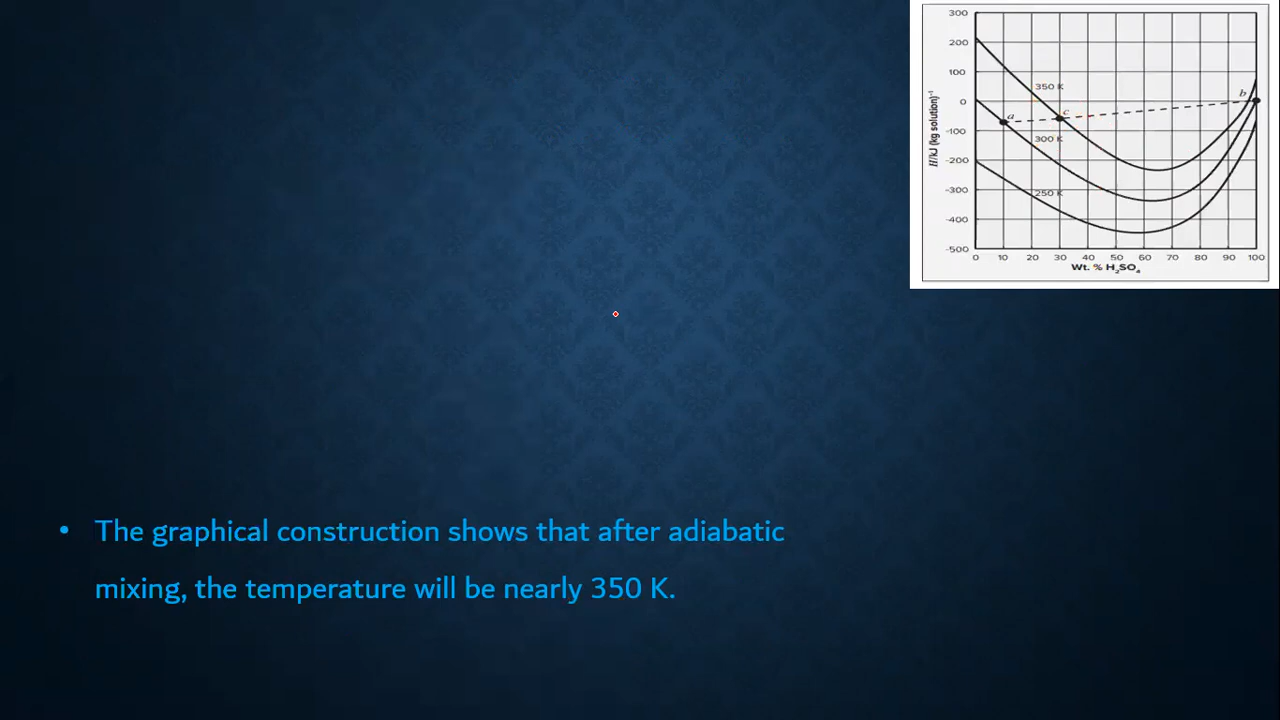 300
200
100
0
-100
-200
-300
-400
-500
H/kJ (kg solution)⁻¹
350 K
300 K
250 K
a
c
b
0 10 20 30 40 50 60 70 80 90 100
Wt. % H₂SO₄
• The graphical construction shows that after adiabatic
mixing, the temperature will be nearly 350 K.